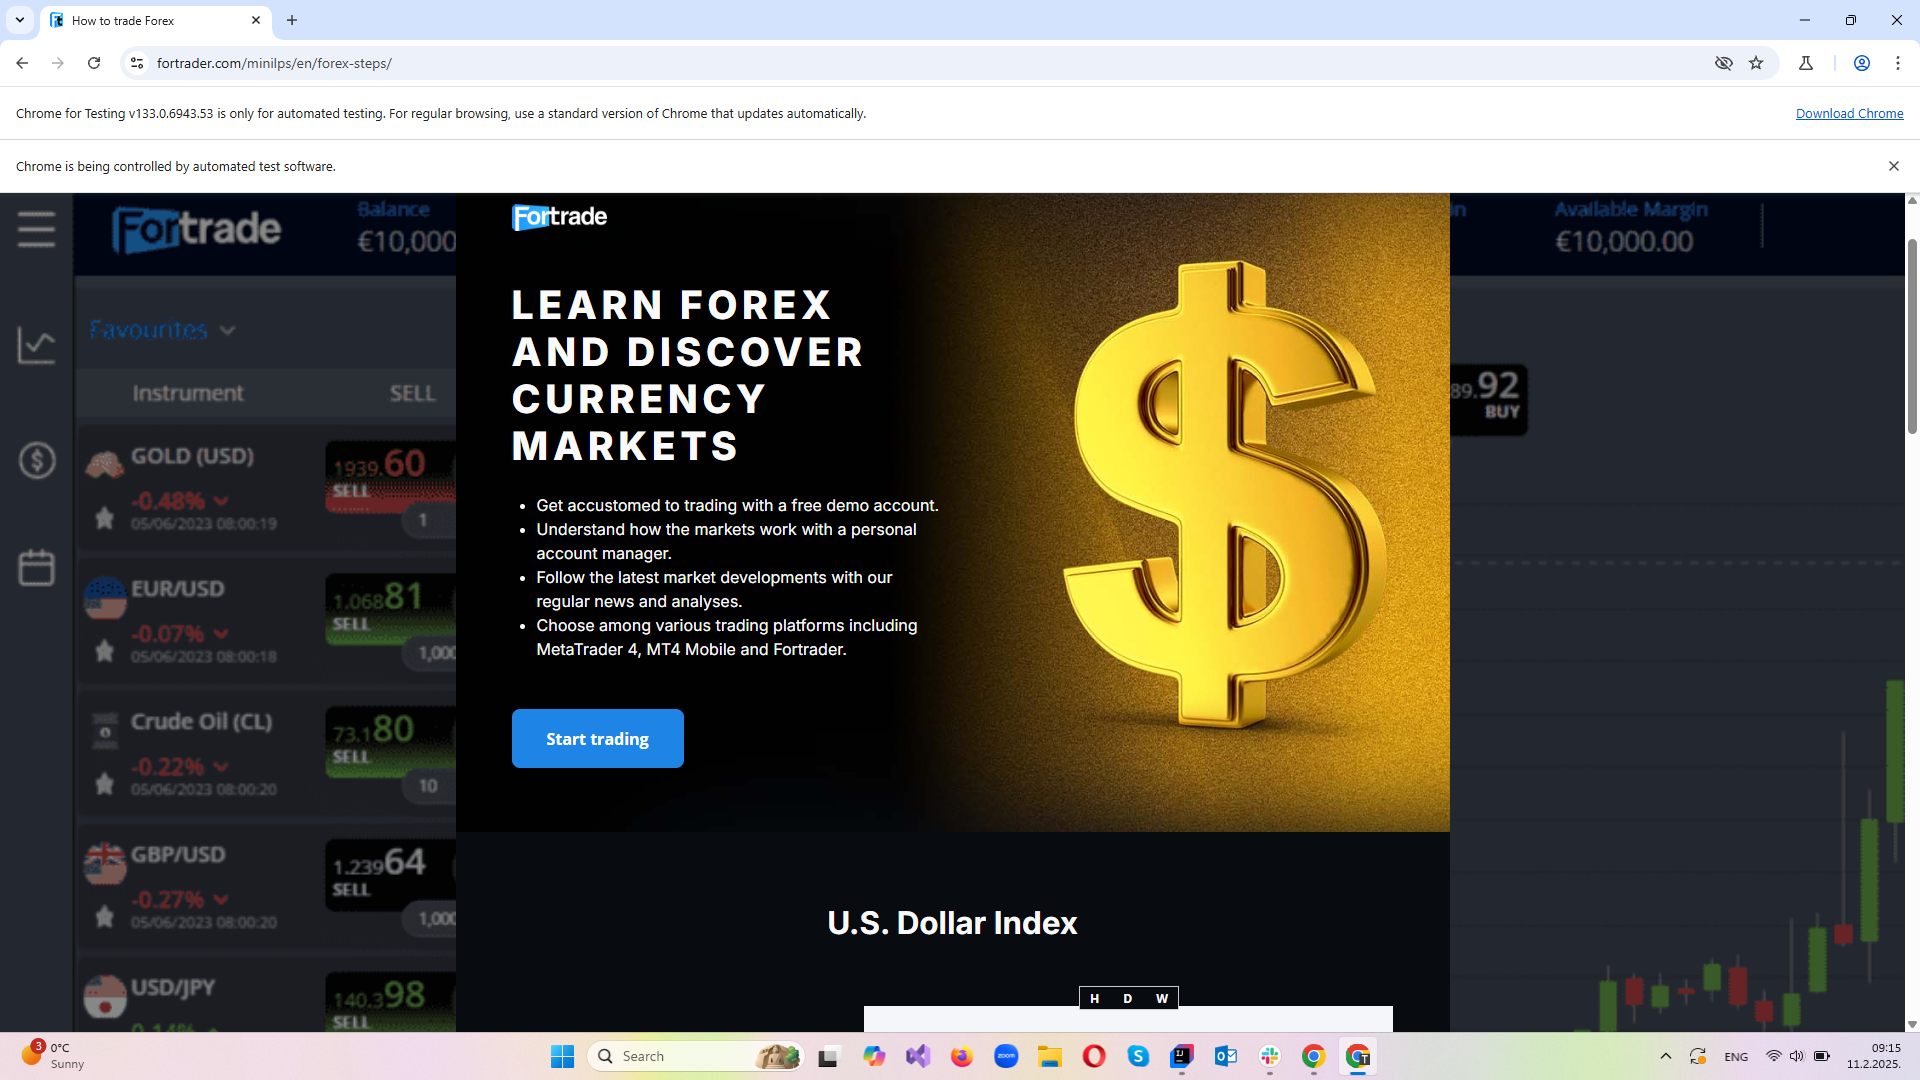 How to trade Forex
fortrader.com/minilps/en/forex-steps/
Chrome for Testing v133.0.6943.53 is only for automated testing. For regular browsing, use a standard version of Chrome that updates automatically.
Download Chrome
Chrome is being controlled by automated test software.
Fortrade
Balance
€10,000
Available Margin
€10,000.00
Favourites
Instrument
SELL
GOLD (USD)
-0.48%
05/06/2023 08:00:19
1939.60
SELL
1
EUR/USD
-0.07%
05/06/2023 08:00:18
1.06881
SELL
1,000
Crude Oil (CL)
-0.22%
05/06/2023 08:00:20
73.180
SELL
10
GBP/USD
-0.27%
05/06/2023 08:00:20
1.23964
SELL
1,000
USD/JPY
0.14%
140.398
SELL
Fortrade
LEARN FOREX
AND DISCOVER
CURRENCY
MARKETS
• Get accustomed to trading with a free demo account.
• Understand how the markets work with a personal
account manager.
• Follow the latest market developments with our
regular news and analyses.
• Choose among various trading platforms including
MetaTrader 4, MT4 Mobile and Fortrader.
Start trading
89.92
BUY
U.S. Dollar Index
H D W
3
0°C
Sunny
Search
zoom
ENG
09:15
11.2.2025.